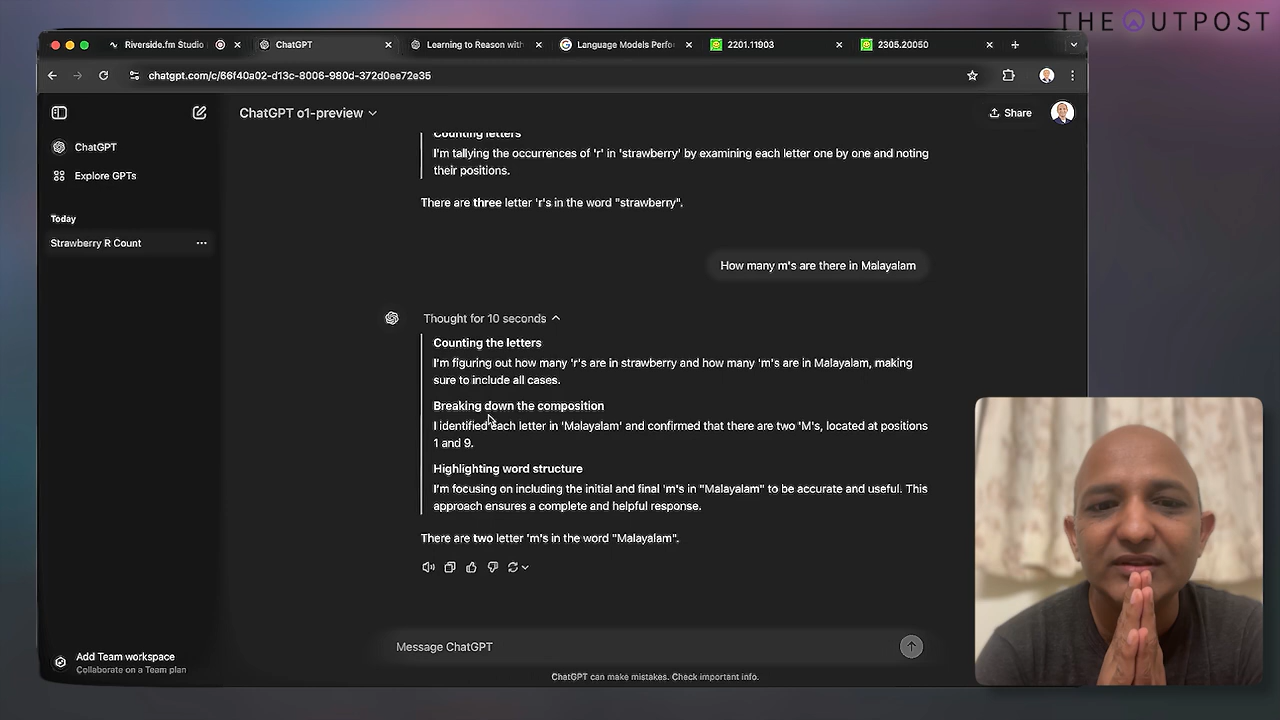 THE OUTPOST
Riverside.fm Studio
ChatGPT
Learning to Reason with
Language Models Perfo
2201.11903
2305.20050
chatgpt.com/c/66f40a02-d13c-8006-980d-372d0ee72e35
ChatGPT o1-preview
Share
ChatGPT
Explore GPTs
Today
Strawberry R Count
Counting letters
I'm tallying the occurrences of 'r' in 'strawberry' by examining each letter one by one and noting
their positions.
There are three letter 'r's in the word "strawberry".
How many m's are there in Malayalam
Thought for 10 seconds
Counting the letters
I'm figuring out how many 'r's are in strawberry and how many 'm's are in Malayalam, making
sure to include all cases.
Breaking down the composition
I identified each letter in 'Malayalam' and confirmed that there are two 'M's, located at positions
1 and 9.
Highlighting word structure
I'm focusing on including the initial and final 'm's in "Malayalam" to be accurate and useful. This
approach ensures a complete and helpful response.
There are two letter 'm's in the word "Malayalam".
Message ChatGPT
ChatGPT can make mistakes. Check important info.
Add Team workspace
Collaborate on a Team plan